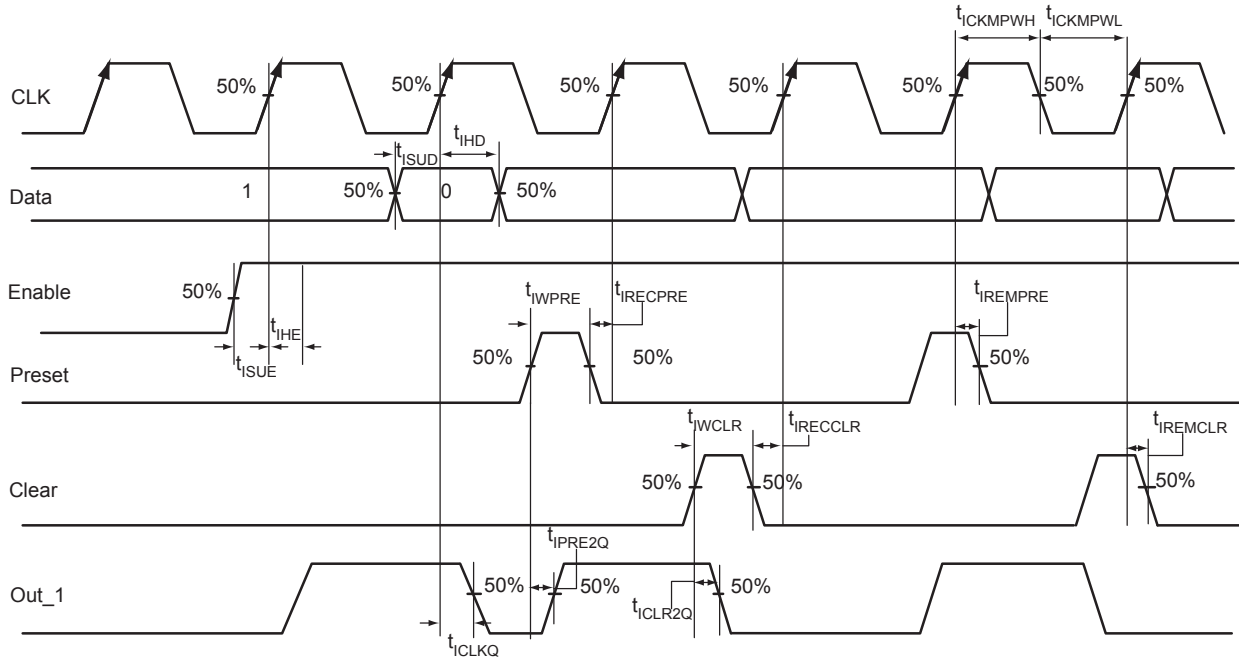 tICKMPWH tICKMPWL
CLK 50% 50% 50% 50% 50% 50% 50%
tISUD tIHD
Data 1 50% 0 50%
Enable 50%
tIWPRE tIRECPRE tIREMPRE
tIHE
tISUE
Preset 50% 50% 50%
tIWCLR tIRECCLR tIREMCLR
Clear 50% 50% 50%
tIPRE2Q
Out_1 50% 50% 50%
tICLR2Q
tICLKQ